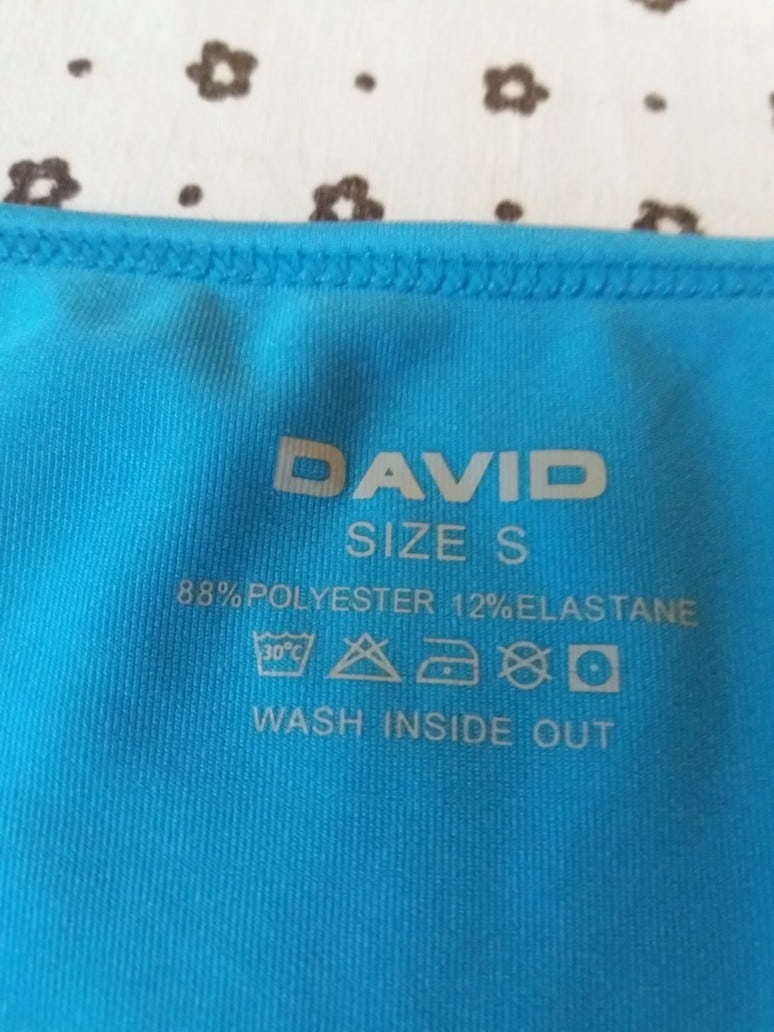 DAVID
SIZE S
88%POLYESTER 12%ELASTANE
30°C
WASH INSIDE OUT